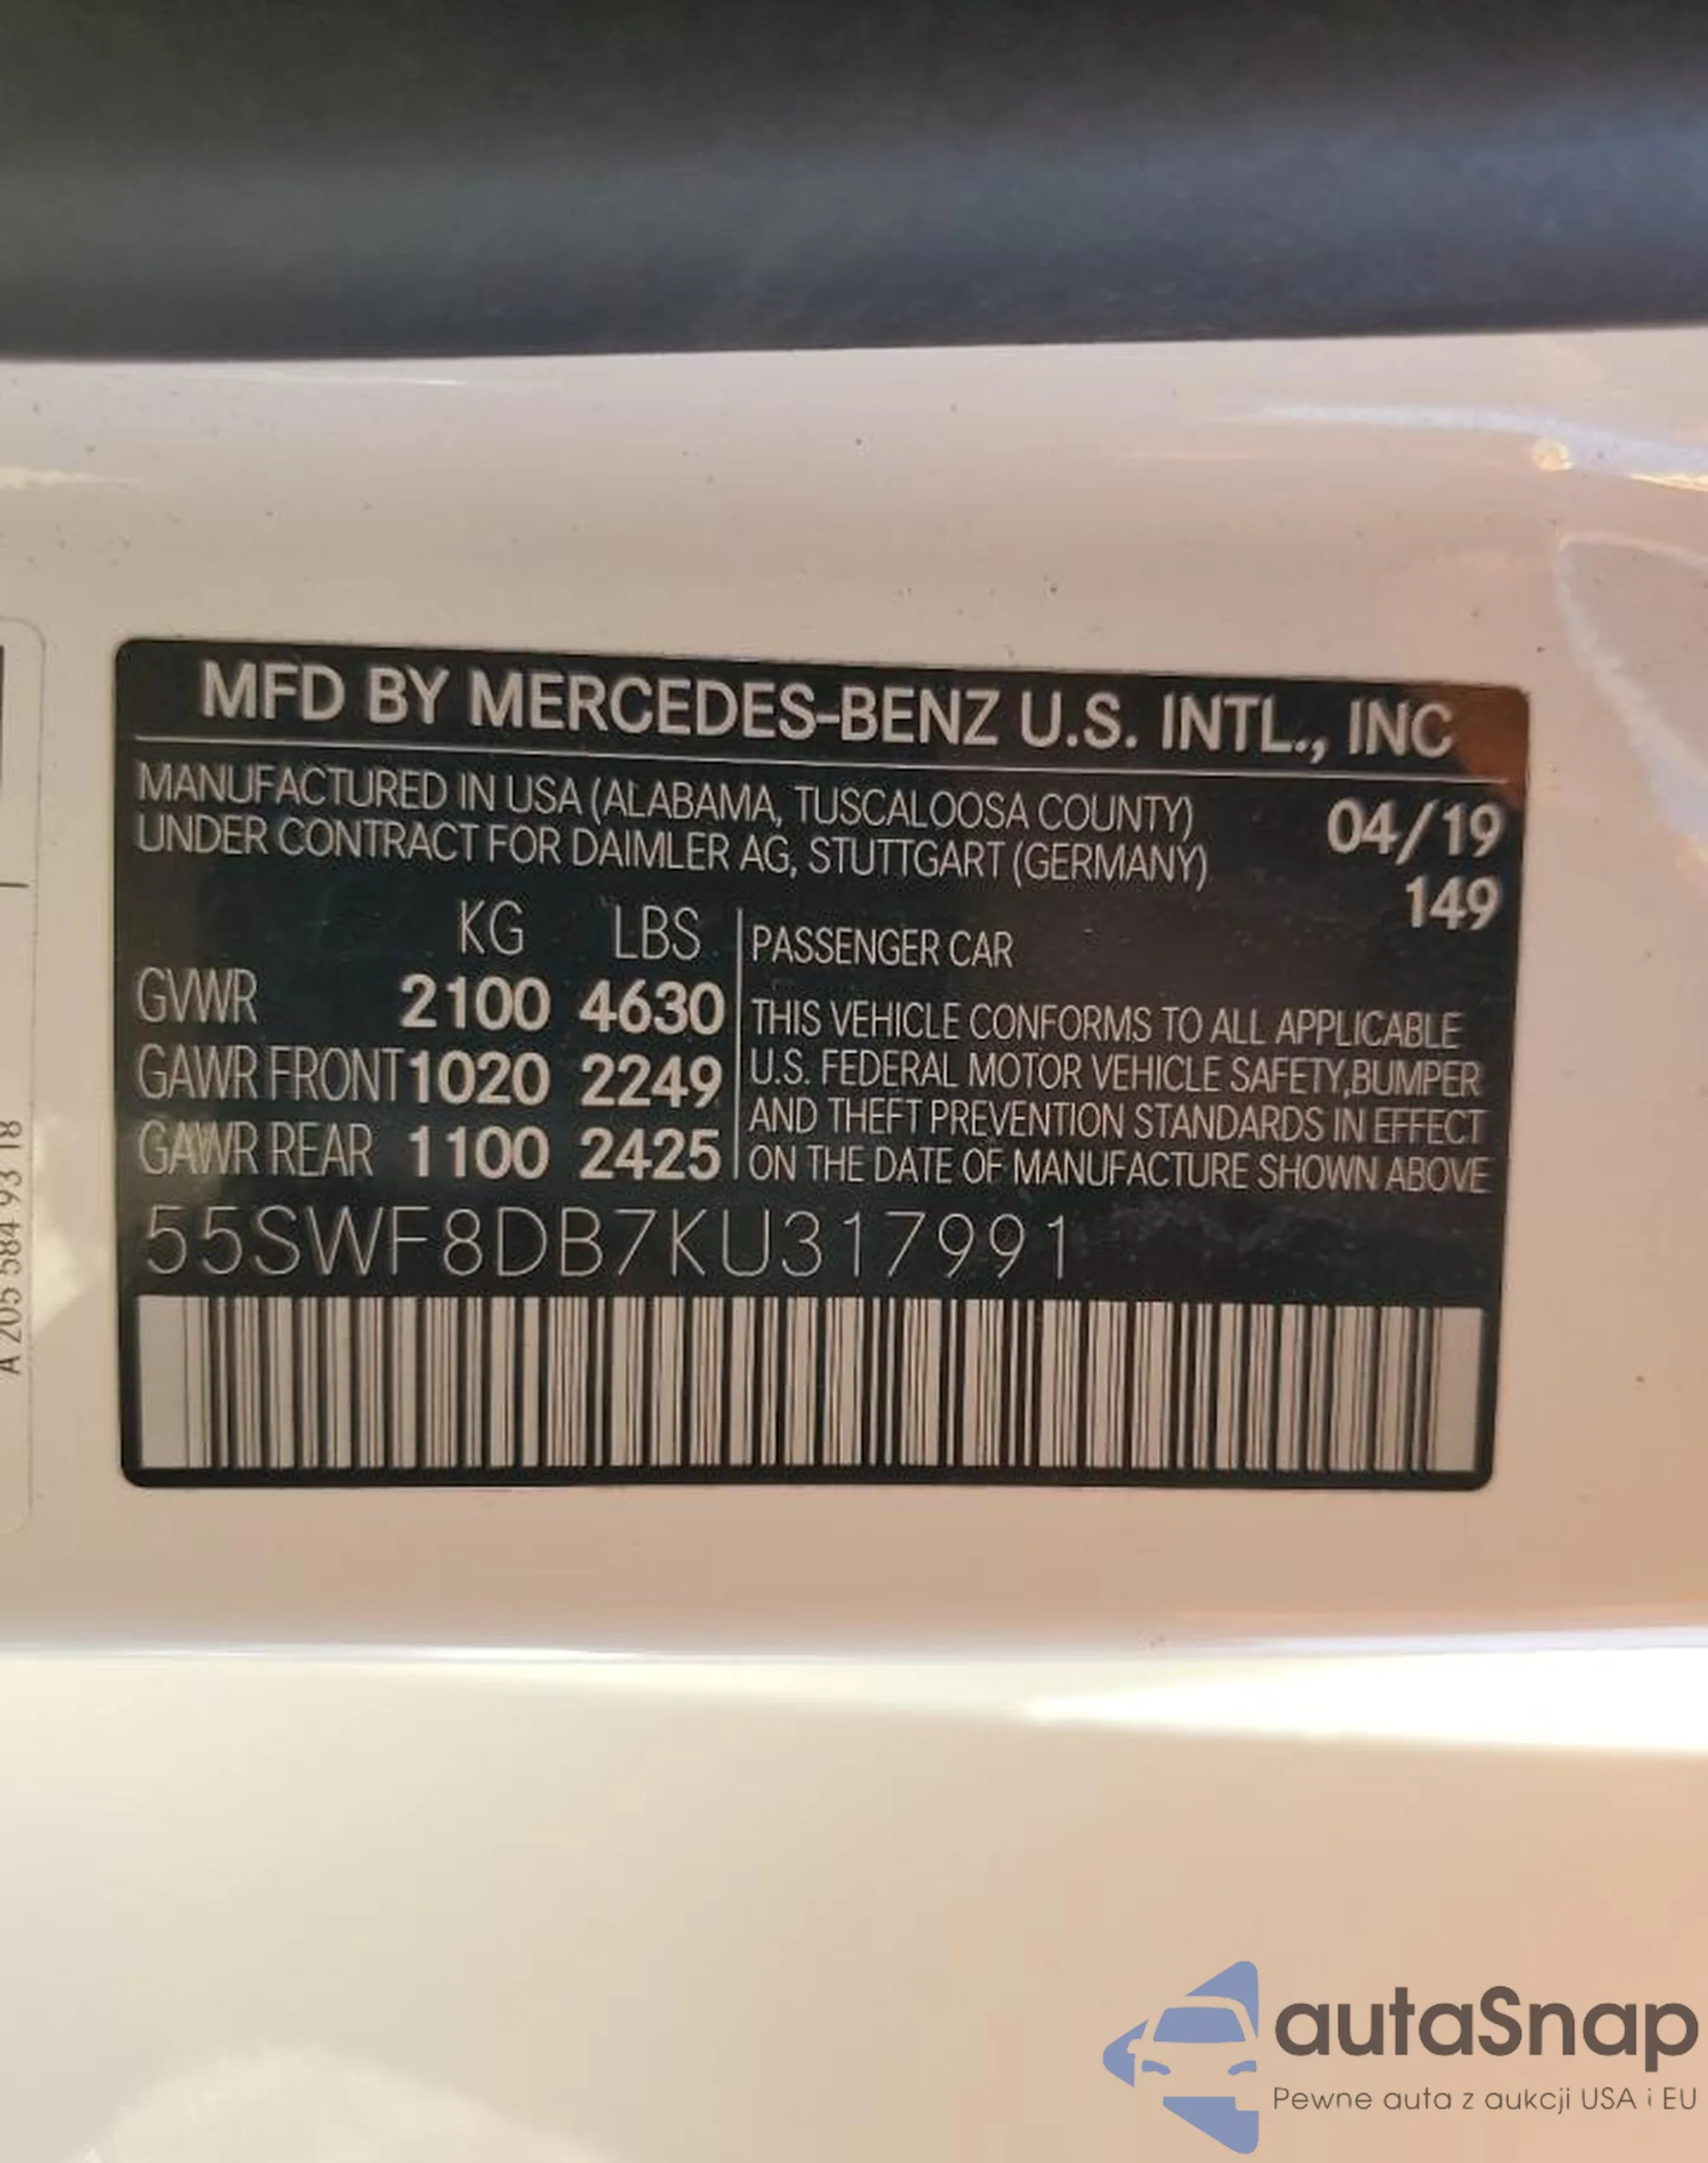 MFD BY MERCEDES-BENZ U.S. INTL., INC
MANUFACTURED IN USA (ALABAMA, TUSCALOOSA COUNTY)
UNDER CONTRACT FOR DAIMLER AG, STUTTGART (GERMANY)
04/19
149
KG LBS
GVWR 2100 4630
GAWR FRONT 1020 2249
GAWR REAR 1100 2425
PASSENGER CAR
THIS VEHICLE CONFORMS TO ALL APPLICABLE
U.S. FEDERAL MOTOR VEHICLE SAFETY,BUMPER
AND THEFT PREVENTION STANDARDS IN EFFECT
ON THE DATE OF MANUFACTURE SHOWN ABOVE
55SWF8DB7KU317991
A 205 584 93 18
autaSnap
Pewne auta z aukcji USA i EU